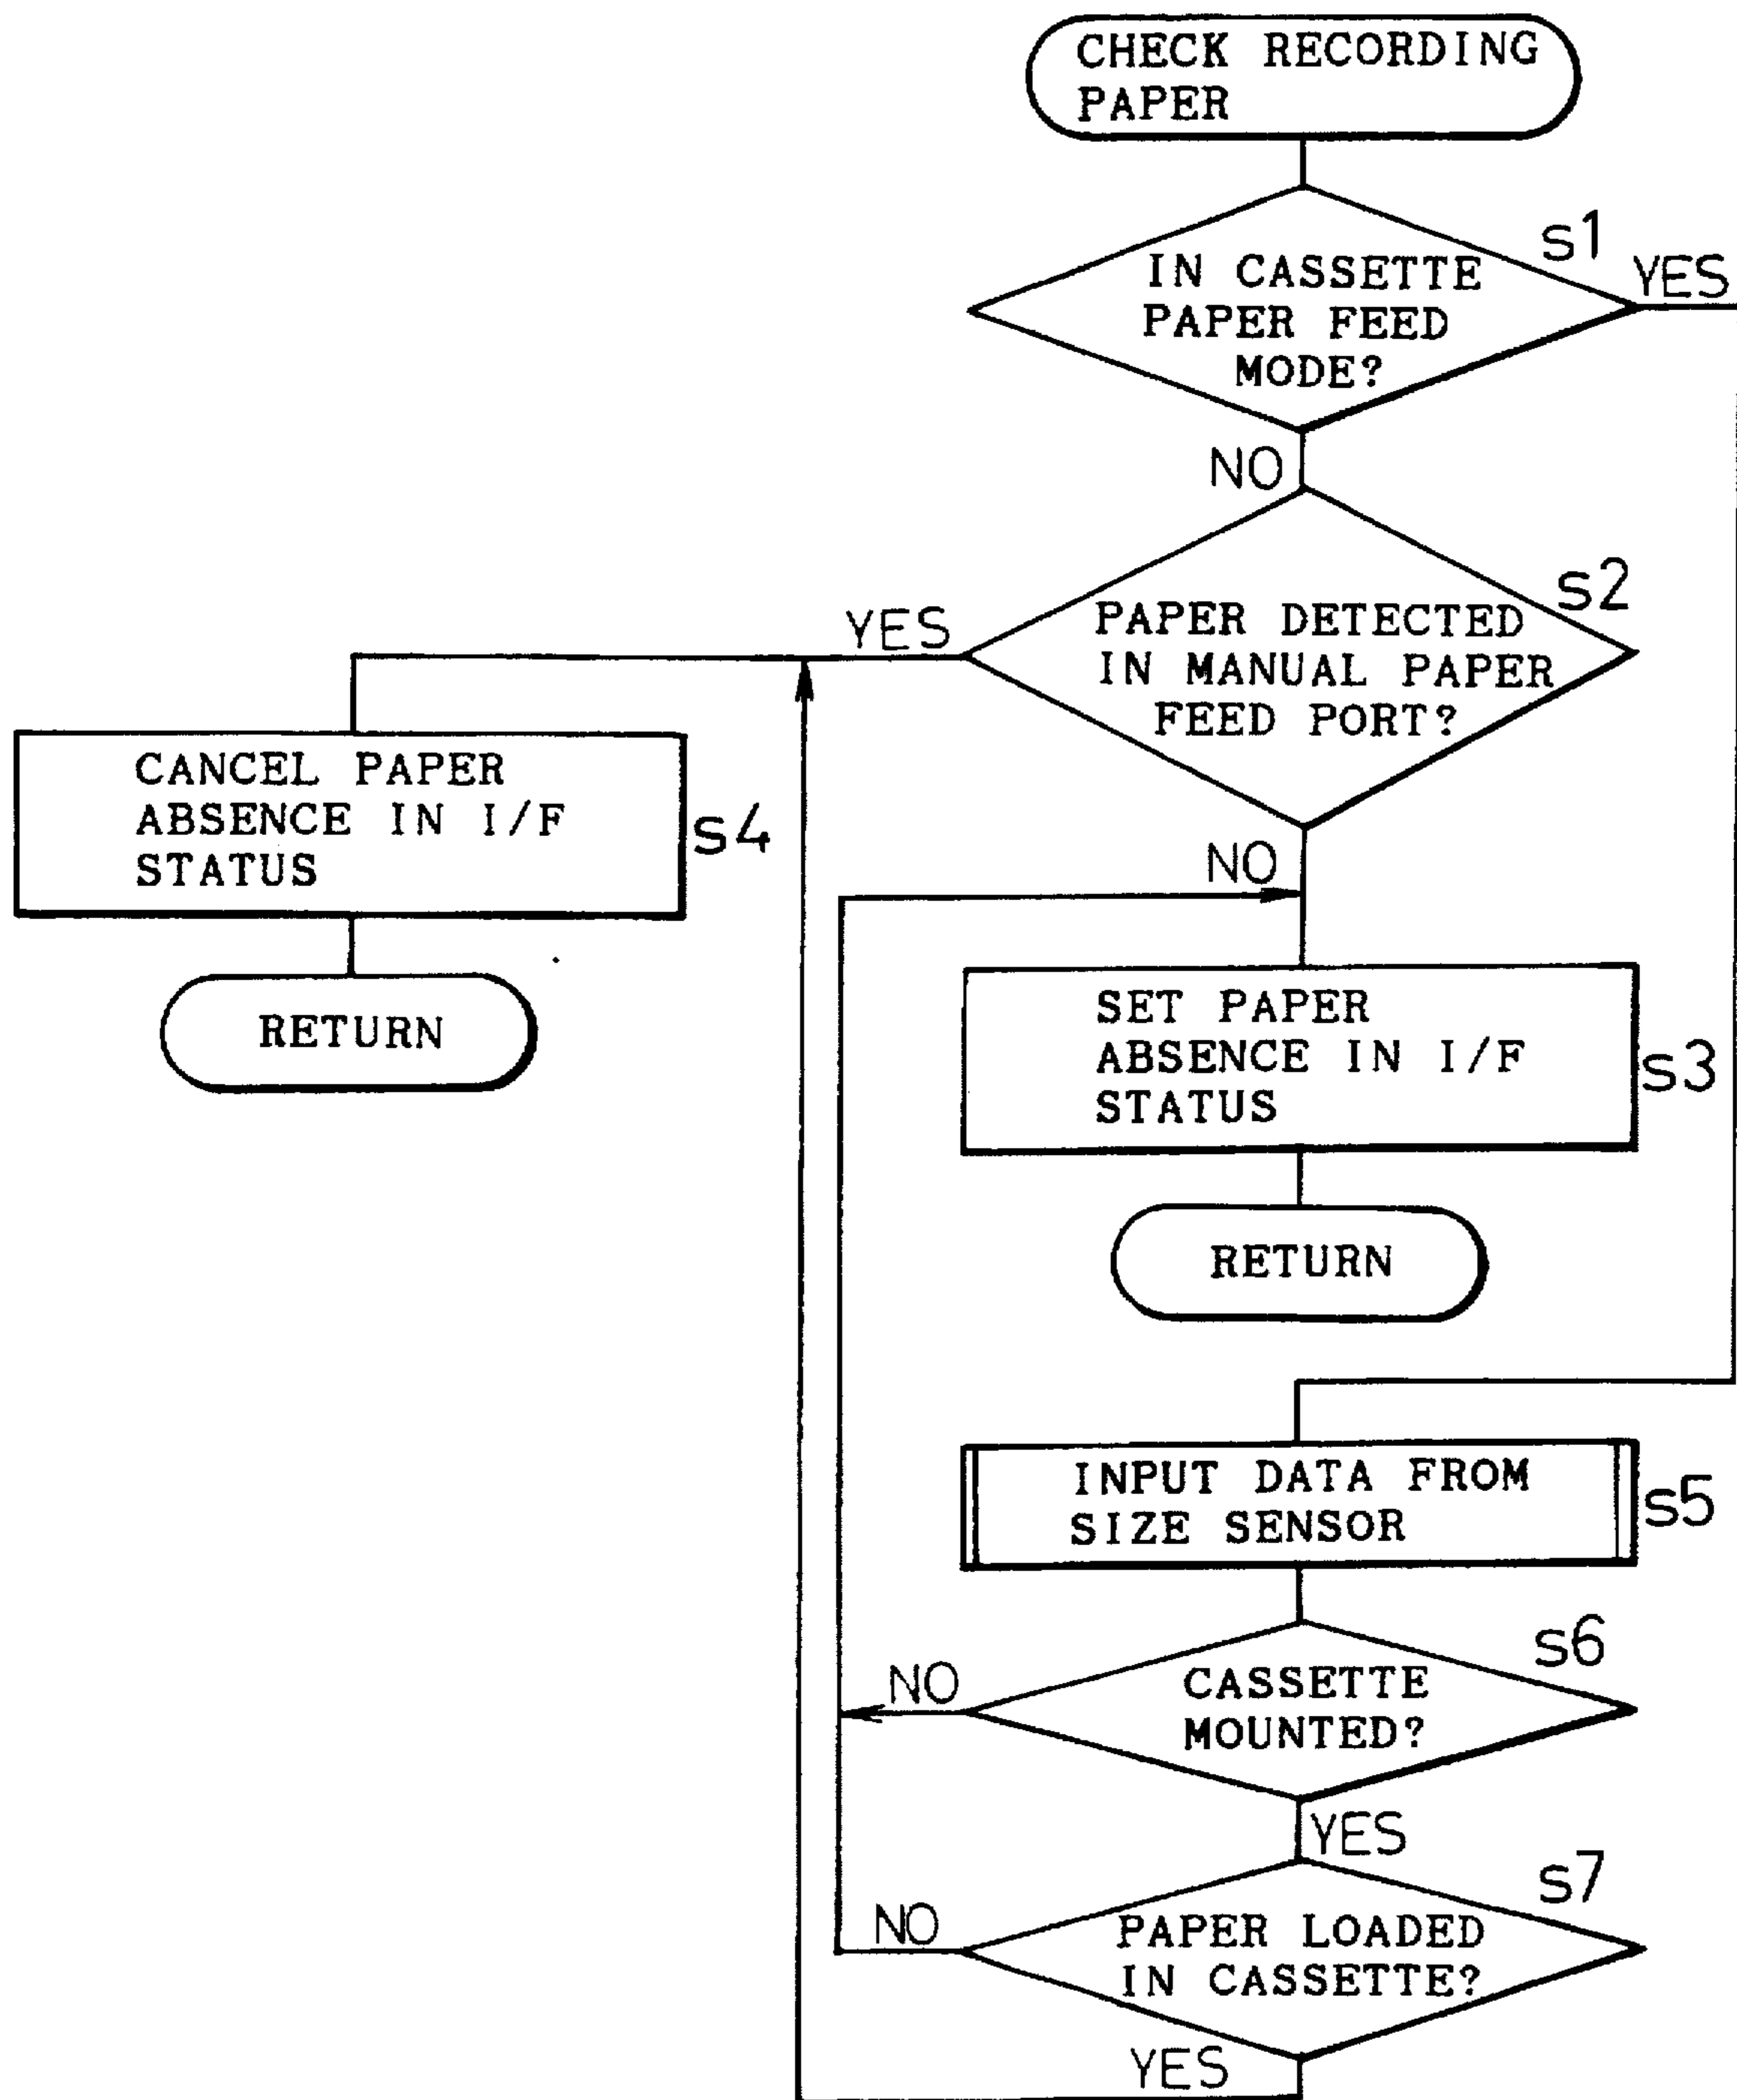 CHECK RECORDING
PAPER
s1
IN CASSETTE
PAPER FEED
MODE?
YES
NO
s2
PAPER DETECTED
IN MANUAL PAPER
FEED PORT?
YES
CANCEL PAPER
ABSENCE IN I/F
STATUS
s4
RETURN
NO
SET PAPER
ABSENCE IN I/F
STATUS
s3
RETURN
INPUT DATA FROM
SIZE SENSOR
s5
s6
CASSETTE
MOUNTED?
NO
YES
s7
PAPER LOADED
IN CASSETTE?
NO
YES